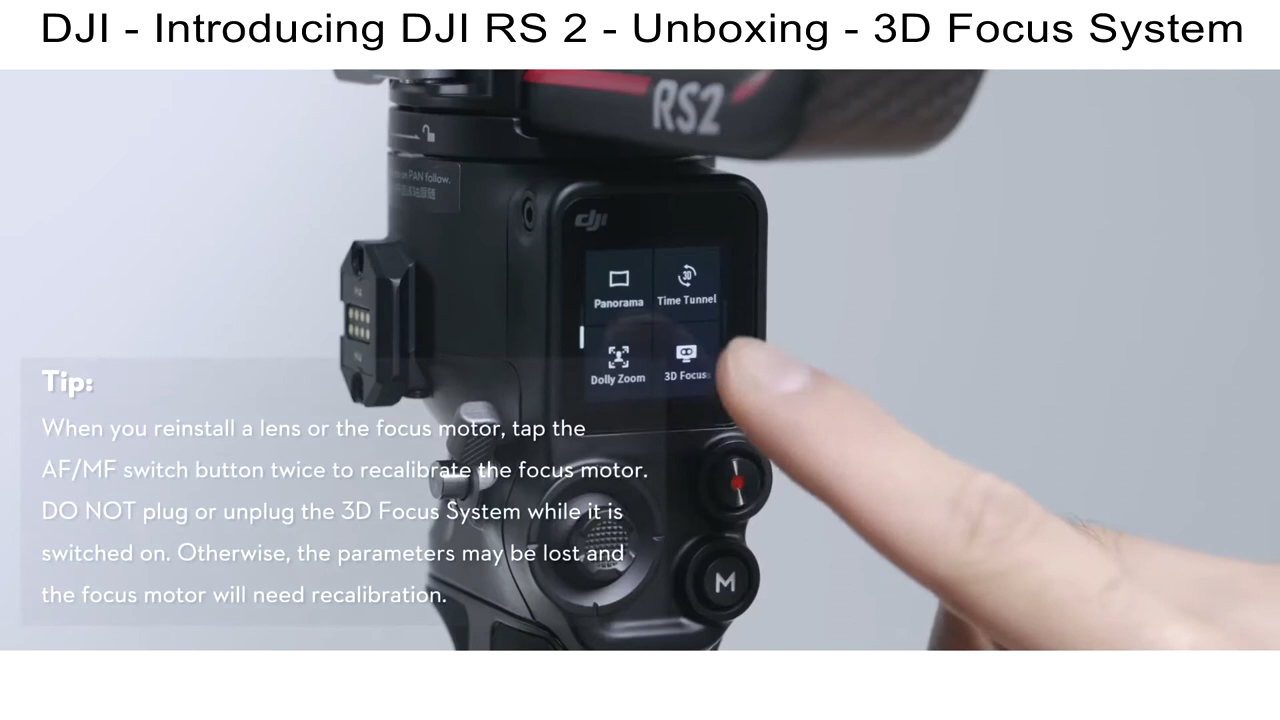 DJI - Introducing DJI RS 2 - Unboxing - 3D Focus System
RS2
on PAN follow.
dji
Panorama
3D
Time Tunnel
Dolly Zoom
3D Focus
Tip:
When you reinstall a lens or the focus motor, tap the
AF/MF switch button twice to recalibrate the focus motor.
DO NOT plug or unplug the 3D Focus System while it is
switched on. Otherwise, the parameters may be lost and
the focus motor will need recalibration.
M